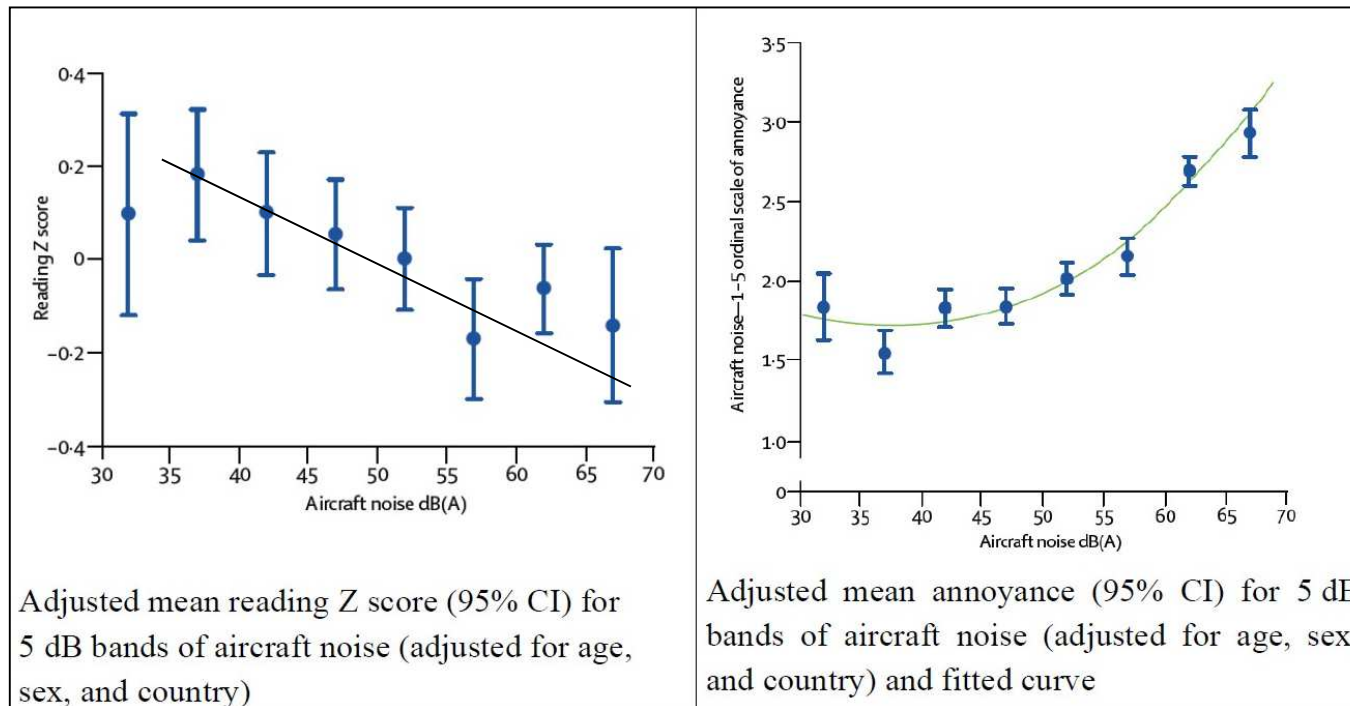 0·4
0·2
0
−0·2
−0·4
Reading Z score
30 35 40 45 50 55 60 65 70
Aircraft noise dB(A)
Adjusted mean reading Z score (95% CI) for
5 dB bands of aircraft noise (adjusted for age,
sex, and country)
3·5
3·0
2·5
2·0
1·5
1·0
0
Aircraft noise—1–5 ordinal scale of annoyance
30 35 40 45 50 55 60 65 70
Aircraft noise dB(A)
Adjusted mean annoyance (95% CI) for 5 dB
bands of aircraft noise (adjusted for age, sex
and country) and fitted curve